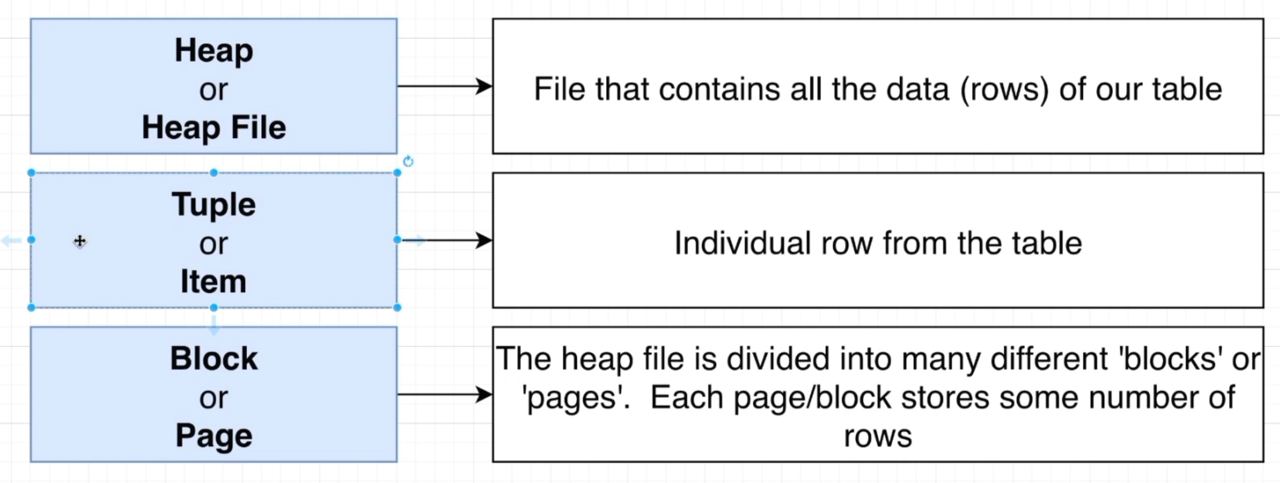 Heap
or
Heap File
File that contains all the data (rows) of our table
Tuple
or
Item
Individual row from the table
Block
or
Page
The heap file is divided into many different 'blocks' or
'pages'.  Each page/block stores some number of
rows